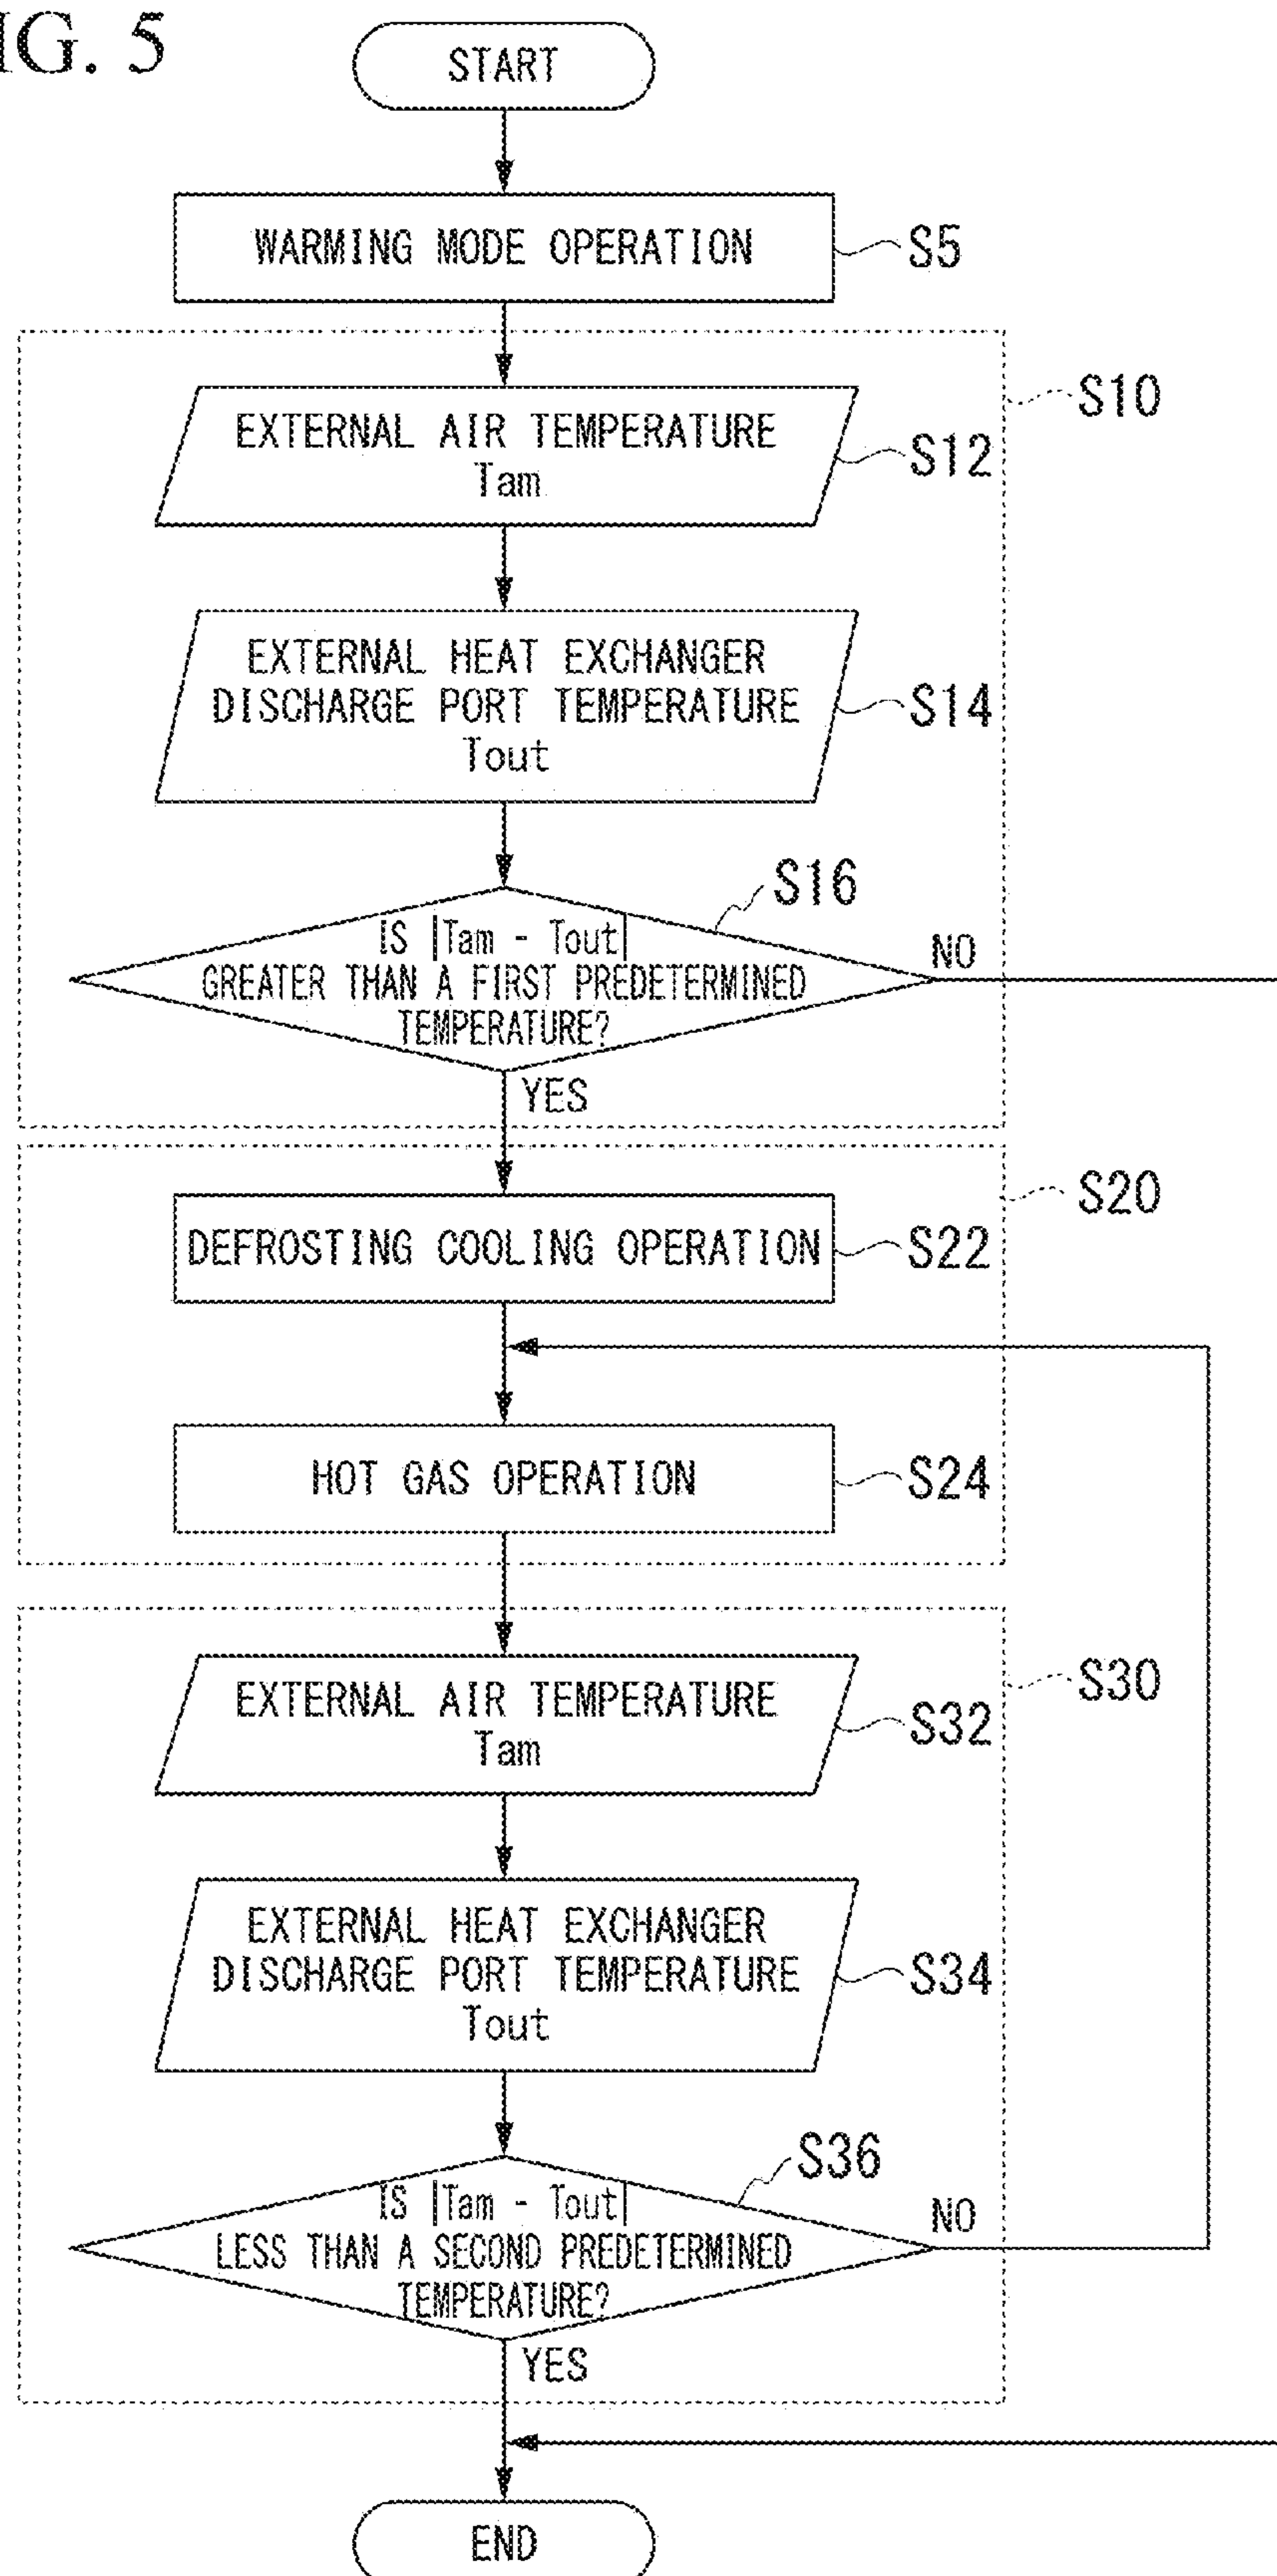 IG. 5
START
WARMING MODE OPERATION
S5
S10
EXTERNAL AIR TEMPERATURE
Tam
S12
EXTERNAL HEAT EXCHANGER
DISCHARGE PORT TEMPERATURE
Tout
S14
S16
IS |Tam - Tout|
GREATER THAN A FIRST PREDETERMINED
TEMPERATURE?
NO
YES
S20
DEFROSTING COOLING OPERATION
S22
HOT GAS OPERATION
S24
S30
EXTERNAL AIR TEMPERATURE
Tam
S32
EXTERNAL HEAT EXCHANGER
DISCHARGE PORT TEMPERATURE
Tout
S34
S36
IS |Tam - Tout|
LESS THAN A SECOND PREDETERMINED
TEMPERATURE?
NO
YES
END